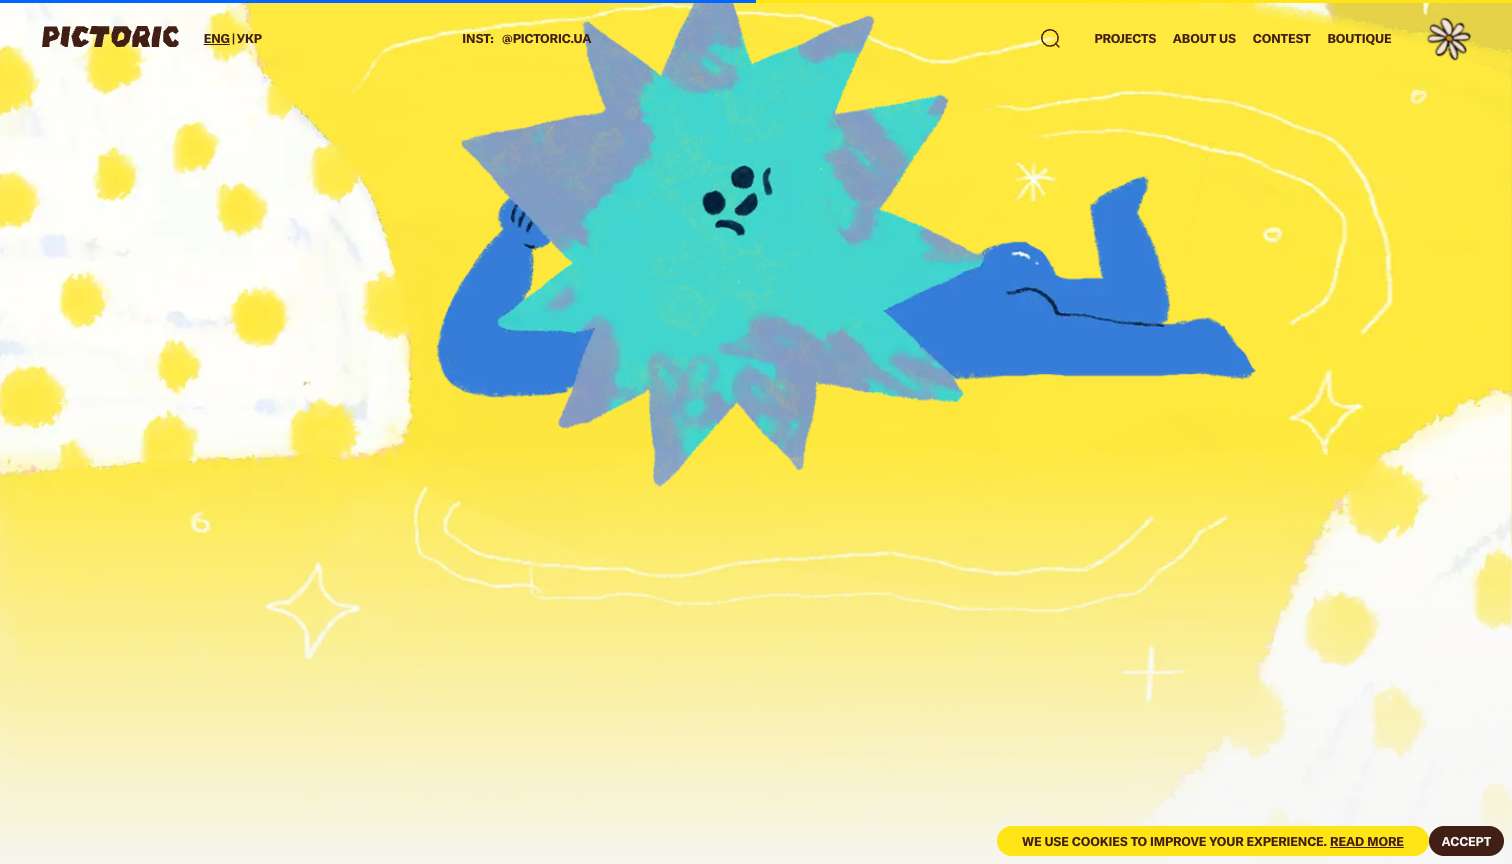 PICTORIC
ENG | УКР
INST: @PICTORIC.UA
PROJECTS ABOUT US CONTEST BOUTIQUE
WE USE COOKIES TO IMPROVE YOUR EXPERIENCE. READ MORE
ACCEPT